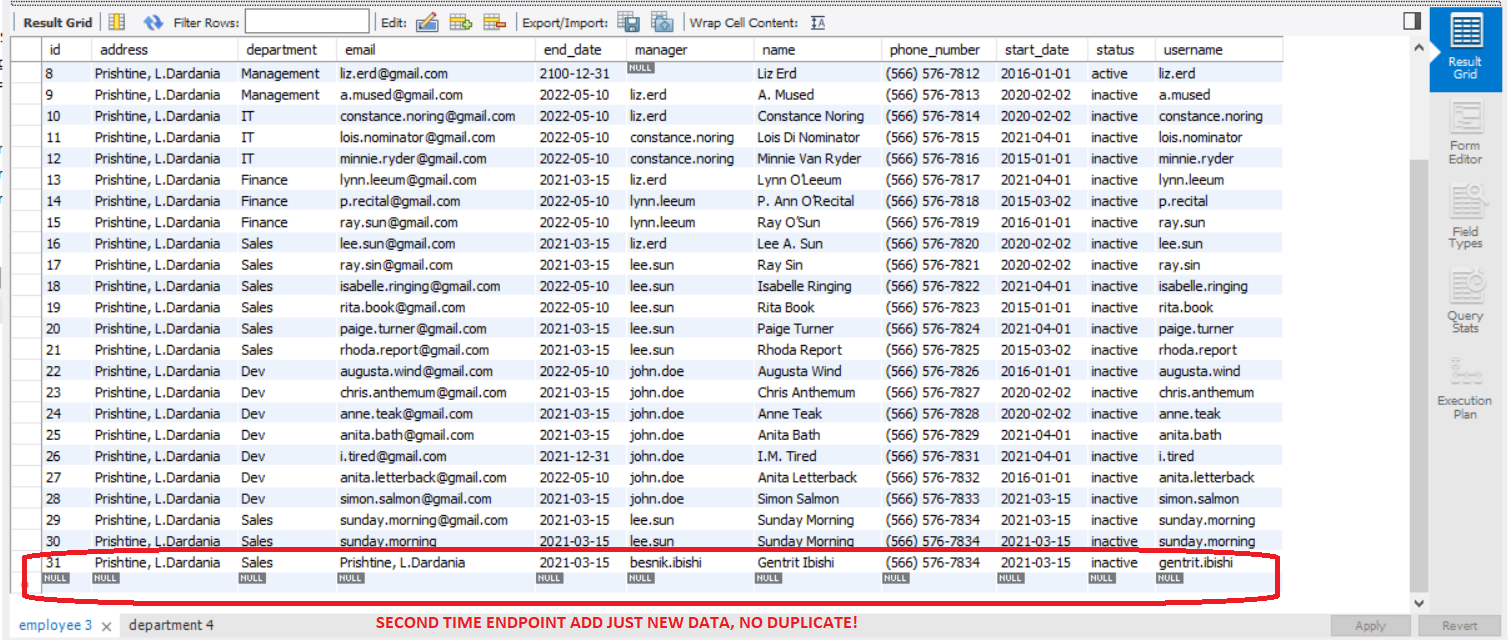 Result Grid Filter Rows: Edit: Export/Import: Wrap Cell Content:
id address department email end_date manager name phone_number start_date status username
8 Prishtine, L.Dardania Management liz.erd@gmail.com 2100-12-31 NULL Liz Erd (566) 576-7812 2016-01-01 active liz.erd
9 Prishtine, L.Dardania Management a.mused@gmail.com 2022-05-10 liz.erd A. Mused (566) 576-7813 2020-02-02 inactive a.mused
10 Prishtine, L.Dardania IT constance.noring@gmail.com 2022-05-10 liz.erd Constance Noring (566) 576-7814 2020-02-02 inactive constance.noring
11 Prishtine, L.Dardania IT lois.nominator@gmail.com 2022-05-10 constance.noring Lois Di Nominator (566) 576-7815 2021-04-01 inactive lois.nominator
12 Prishtine, L.Dardania IT minnie.ryder@gmail.com 2022-05-10 constance.noring Minnie Van Ryder (566) 576-7816 2015-01-01 inactive minnie.ryder
13 Prishtine, L.Dardania Finance lynn.leeum@gmail.com 2021-03-15 liz.erd Lynn O’Leeum (566) 576-7817 2021-04-01 inactive lynn.leeum
14 Prishtine, L.Dardania Finance p.recital@gmail.com 2022-05-10 lynn.leeum P. Ann O’Recital (566) 576-7818 2015-03-02 inactive p.recital
15 Prishtine, L.Dardania Finance ray.sun@gmail.com 2022-05-10 lynn.leeum Ray O’Sun (566) 576-7819 2016-01-01 inactive ray.sun
16 Prishtine, L.Dardania Sales lee.sun@gmail.com 2021-03-15 liz.erd Lee A. Sun (566) 576-7820 2020-02-02 inactive lee.sun
17 Prishtine, L.Dardania Sales ray.sin@gmail.com 2021-03-15 lee.sun Ray Sin (566) 576-7821 2020-02-02 inactive ray.sin
18 Prishtine, L.Dardania Sales isabelle.ringing@gmail.com 2022-05-10 lee.sun Isabelle Ringing (566) 576-7822 2021-04-01 inactive isabelle.ringing
19 Prishtine, L.Dardania Sales rita.book@gmail.com 2022-05-10 lee.sun Rita Book (566) 576-7823 2015-01-01 inactive rita.book
20 Prishtine, L.Dardania Sales paige.turner@gmail.com 2021-03-15 lee.sun Paige Turner (566) 576-7824 2021-04-01 inactive paige.turner
21 Prishtine, L.Dardania Sales rhoda.report@gmail.com 2021-03-15 lee.sun Rhoda Report (566) 576-7825 2015-03-02 inactive rhoda.report
22 Prishtine, L.Dardania Dev augusta.wind@gmail.com 2022-05-10 john.doe Augusta Wind (566) 576-7826 2016-01-01 inactive augusta.wind
23 Prishtine, L.Dardania Dev chris.anthemum@gmail.com 2021-03-15 john.doe Chris Anthemum (566) 576-7827 2020-02-02 inactive chris.anthemum
24 Prishtine, L.Dardania Dev anne.teak@gmail.com 2021-03-15 john.doe Anne Teak (566) 576-7828 2020-02-02 inactive anne.teak
25 Prishtine, L.Dardania Dev anita.bath@gmail.com 2021-03-15 john.doe Anita Bath (566) 576-7829 2021-04-01 inactive anita.bath
26 Prishtine, L.Dardania Dev i.tired@gmail.com 2021-12-31 john.doe I.M. Tired (566) 576-7831 2021-04-01 inactive i.tired
27 Prishtine, L.Dardania Dev anita.letterback@gmail.com 2022-05-10 john.doe Anita Letterback (566) 576-7832 2016-01-01 inactive anita.letterback
28 Prishtine, L.Dardania Dev simon.salmon@gmail.com 2021-03-15 john.doe Simon Salmon (566) 576-7833 2021-03-15 inactive simon.salmon
29 Prishtine, L.Dardania Sales sunday.morning@gmail.com 2021-03-15 lee.sun Sunday Morning (566) 576-7834 2021-03-15 inactive sunday.morning
30 Prishtine, L.Dardania Sales sunday.morning 2021-03-15 lee.sun Sunday Morning (566) 576-7834 2021-03-15 inactive sunday.morning
31 Prishtine, L.Dardania Sales Prishtine, L.Dardania 2021-03-15 besnik.ibishi Gentrit Ibishi (566) 576-7834 2021-03-15 inactive gentrit.ibishi
NULL NULL NULL NULL NULL NULL NULL NULL NULL NULL NULL
employee 3 department 4 SECOND TIME ENDPOINT ADD JUST NEW DATA, NO DUPLICATE! Apply Revert
Result
Grid
Form
Editor
Field
Types
Query
Stats
Execution
Plan